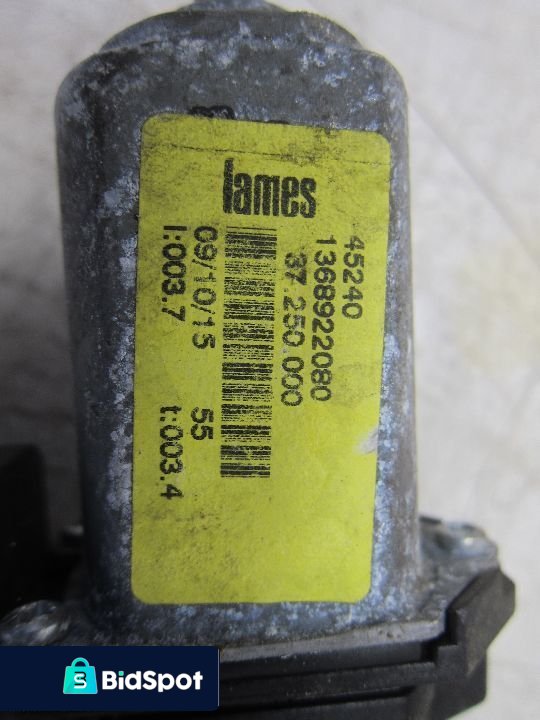 lames
45240
1368922080
37.250.000
09/10/15 55
I:003.7 t:003.4
BidSpot